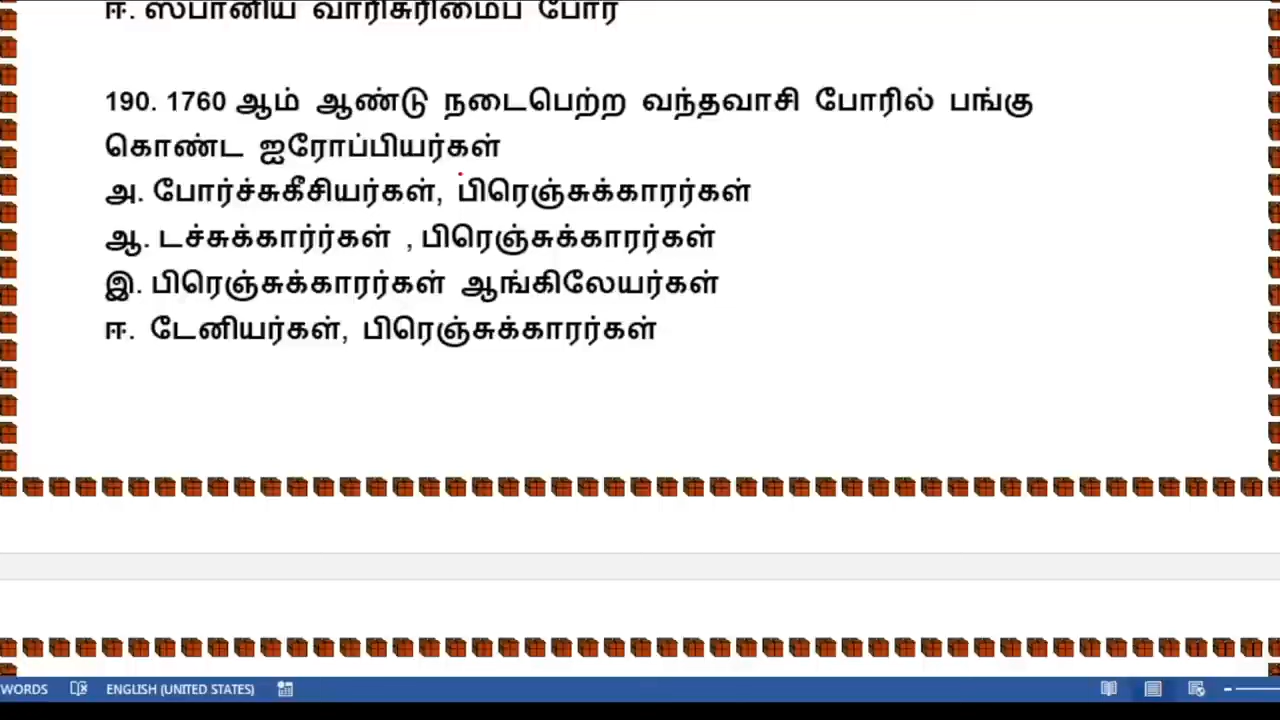 ஈ. ஸ்பானிய வாரிசுரிமைப் போர்
190. 1760 ஆம் ஆண்டு நடைபெற்ற வந்தவாசி போரில் பங்கு
கொண்ட ஐரோப்பியர்கள்
அ. போர்ச்சுகீசியர்கள், பிரெஞ்சுக்காரர்கள்
ஆ. டச்சுக்கார்ர்கள் , பிரெஞ்சுக்காரர்கள்
இ. பிரெஞ்சுக்காரர்கள் ஆங்கிலேயர்கள்
ஈ. டேனியர்கள், பிரெஞ்சுக்காரர்கள்
WORDS ENGLISH (UNITED STATES)